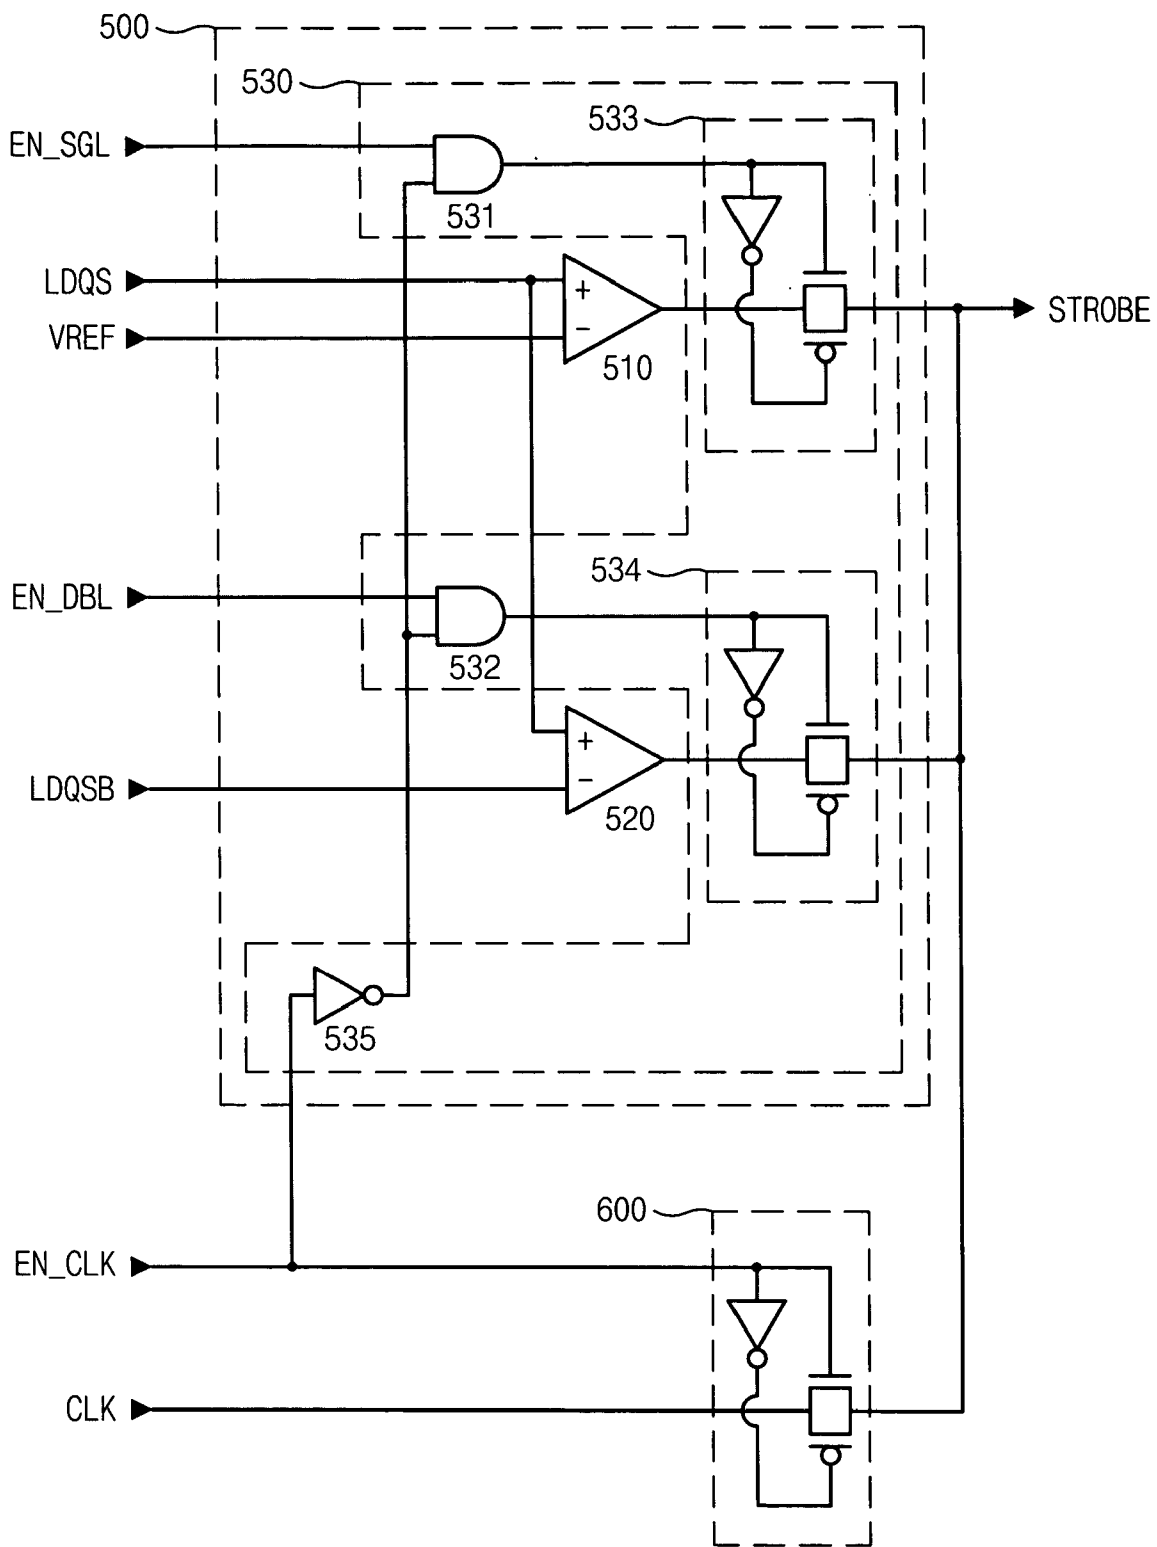 500
530
533
EN_SGL
531
LDQS
+
STROBE
VREF
−
510
534
EN_DBL
532
+
LDQSB
−
520
535
600
EN_CLK
CLK